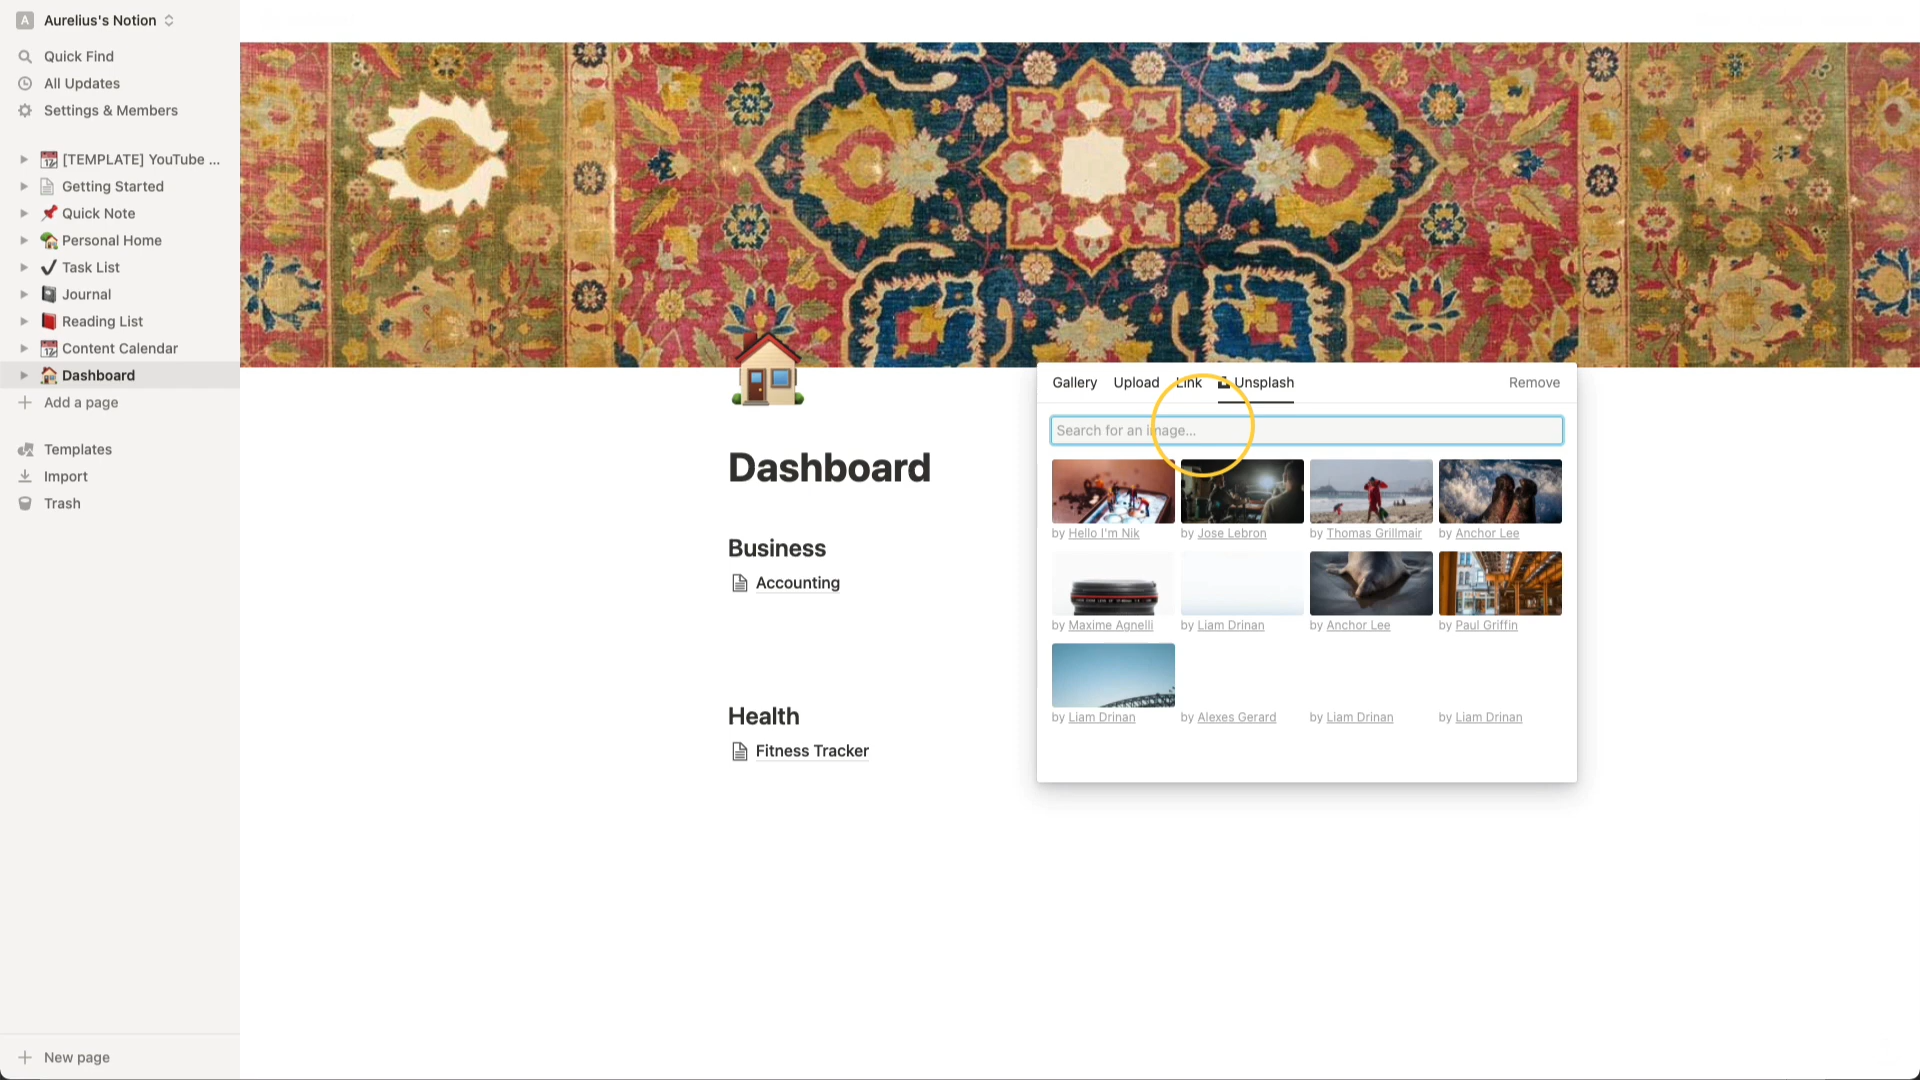 A Aurelius's Notion
Quick Find
All Updates
Settings & Members
[TEMPLATE] YouTube ...
Getting Started
Quick Note
Personal Home
Task List
Journal
Reading List
Content Calendar
Dashboard
Add a page
Templates
Import
Trash
New page
Dashboard
Business
Accounting
Health
Fitness Tracker
Gallery Upload Link Unsplash Remove
Search for an image...
by Hello I'm Nik by Jose Lebron by Thomas Grillmair by Anchor Lee
by Maxime Agnelli by Liam Drinan by Anchor Lee by Paul Griffin
by Liam Drinan by Alexes Gerard by Liam Drinan by Liam Drinan